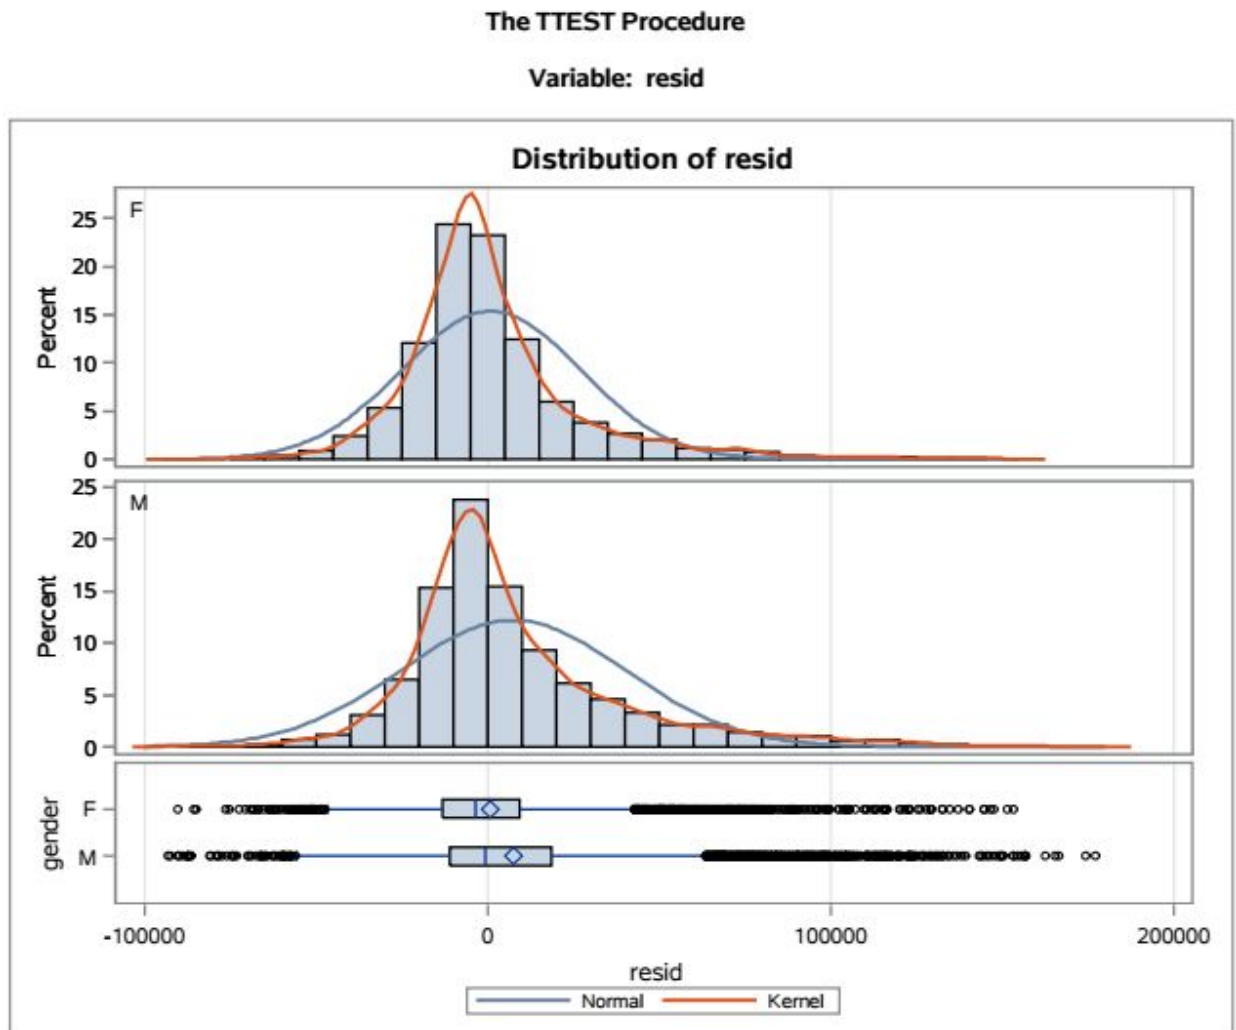 The TTEST Procedure
Variable: resid
Distribution of resid
F
25
20
15
10
5
0
Percent
M
25
20
15
10
5
0
Percent
F
M
gender
-100000 0 100000 200000
resid
Normal Kernel